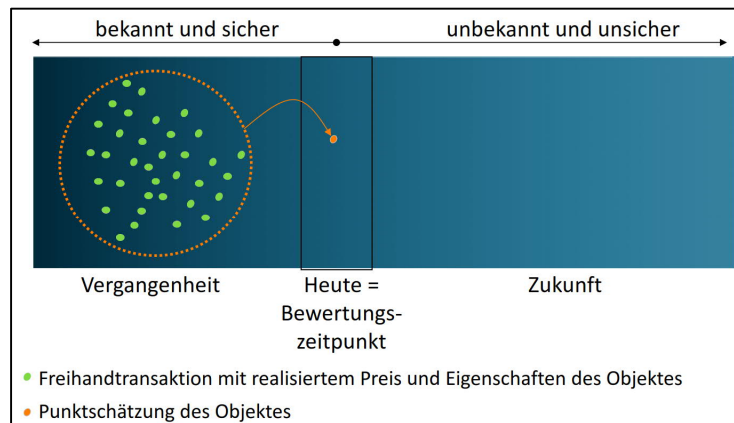 bekannt und sicher
unbekannt und unsicher
Vergangenheit
Heute =
Bewertungs-
zeitpunkt
Zukunft
Freihandtransaktion mit realisiertem Preis und Eigenschaften des Objektes
Punktschätzung des Objektes